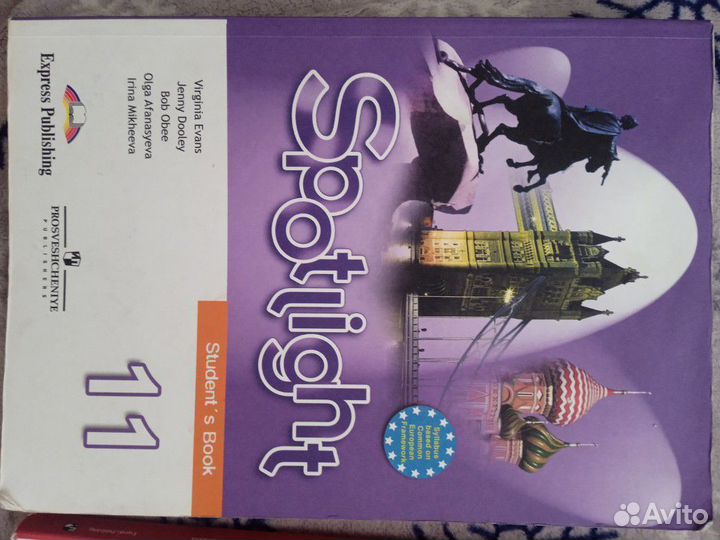 Spotlight
Syllabus
based on
Common
European
Framework
Student´s Book
11
Virginia Evans
Jenny Dooley
Bob Obee
Olga Afanasyeva
Irina Mikheeva
Express Publishing
PROSVESHCHENIYE
PUBLISHERS
Avito